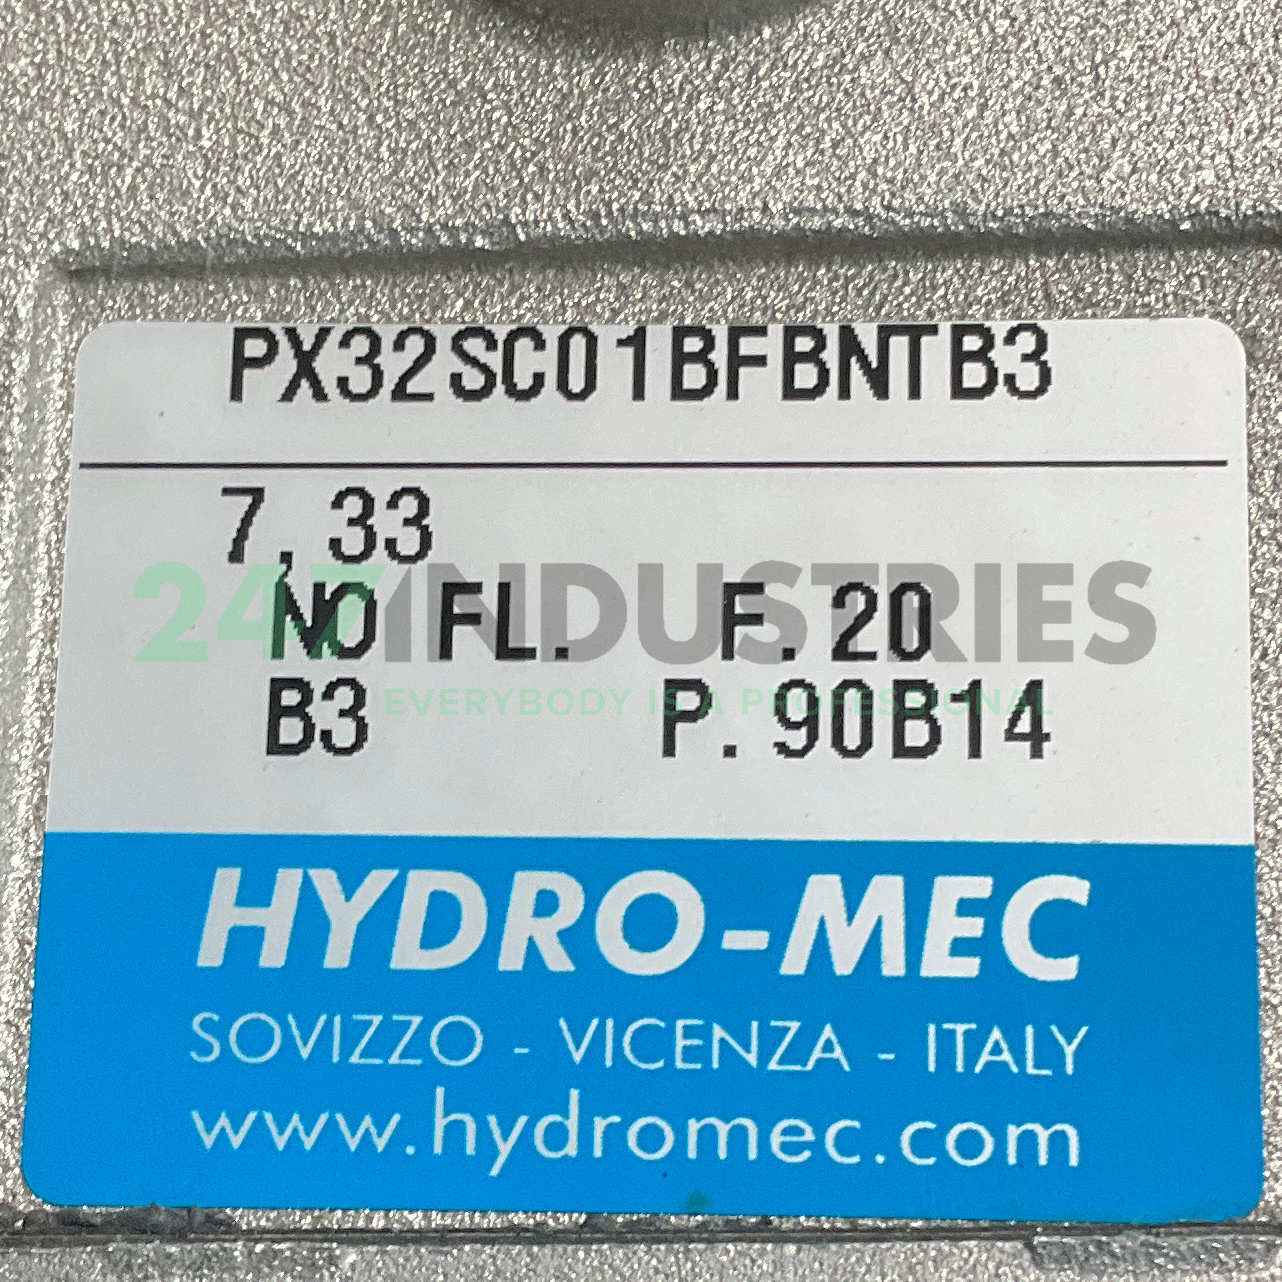 PX32SC01BFBNTB3
7,33
247INDUSTRIES
NO FL. F.20
EVERYBODY IS A PROFESSIONAL
B3 P.90B14
HYDRO-MEC
SOVIZZO - VICENZA - ITALY
www.hydromec.com